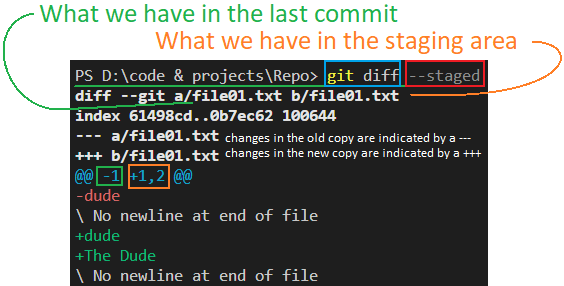 What we have in the last commit
What we have in the staging area
PS D:\code & projects\Repo> git diff --staged
diff --git a/file01.txt b/file01.txt
index 61498cd..0b7ec62 100644
--- a/file01.txt changes in the old copy are indicated by a ---
+++ b/file01.txt changes in the new copy are indicated by a +++
@@ -1 +1,2 @@
-dude
\ No newline at end of file
+dude
+The Dude
\ No newline at end of file